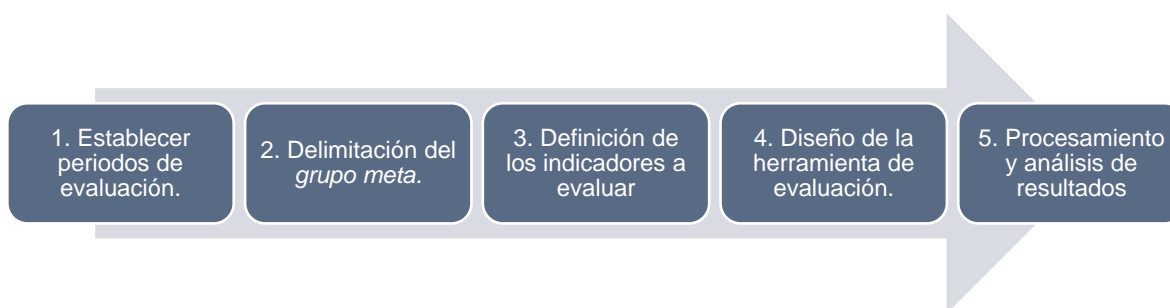 1. Establecer
periodos de
evaluación.
2. Delimitación del
grupo meta.
3. Definición de
los indicadores a
evaluar
4. Diseño de la
herramienta de
evaluación.
5. Procesamiento
y análisis de
resultados